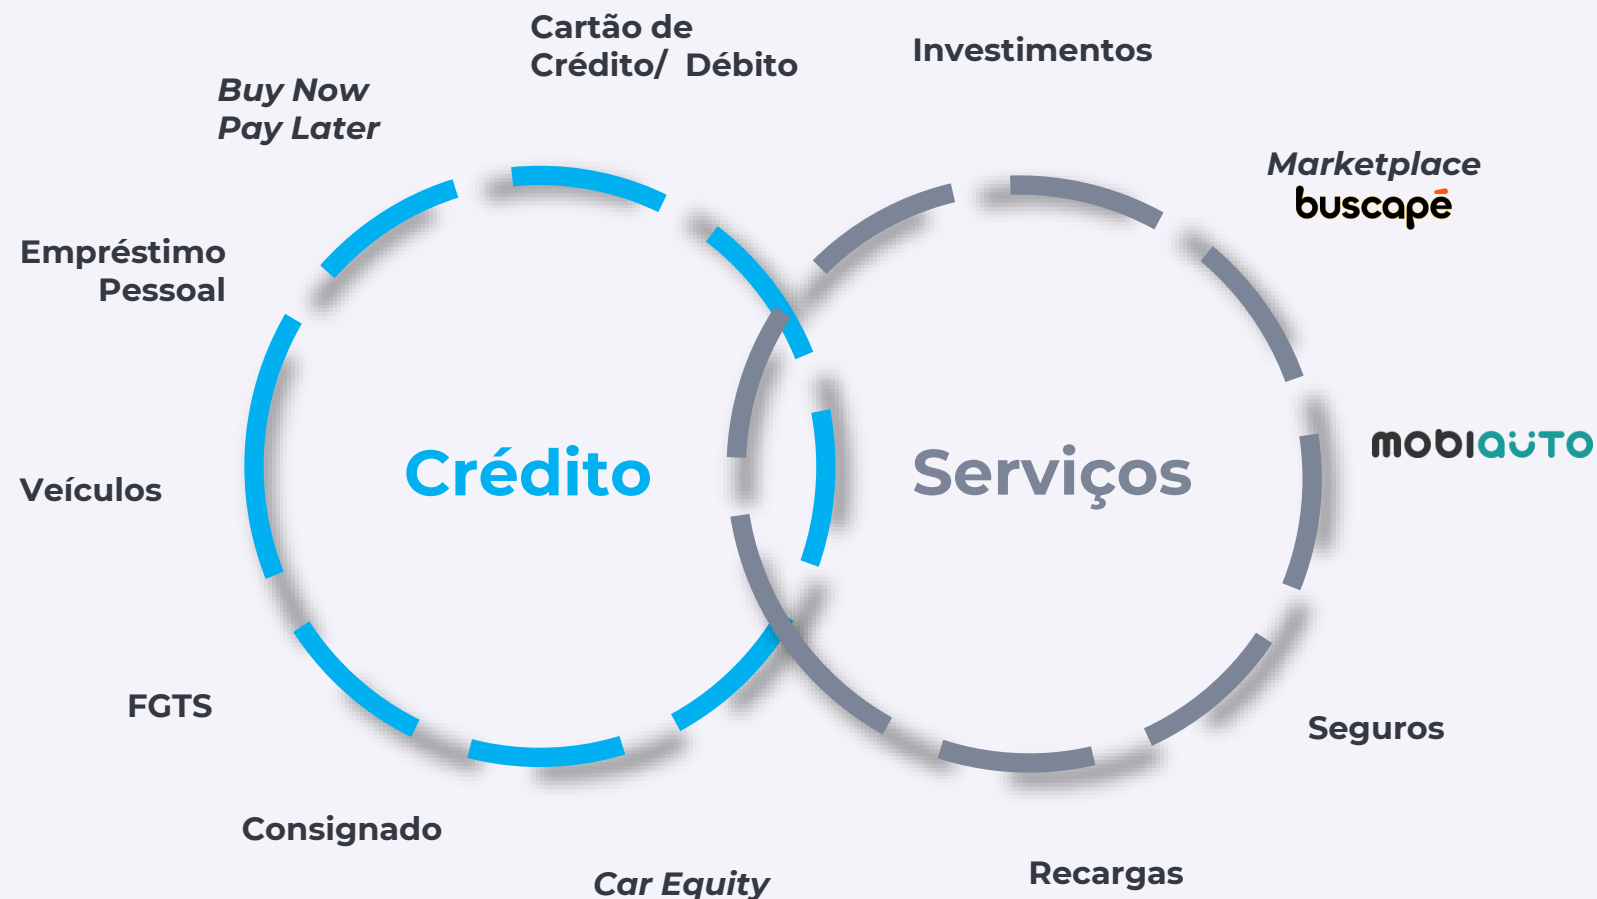 Cartão de
Crédito/ Débito
Investimentos
Buy Now
Pay Later
Marketplace
buscapé
Empréstimo
Pessoal
mobiauto
Crédito
Serviços
Veículos
FGTS
Seguros
Consignado
Car Equity
Recargas